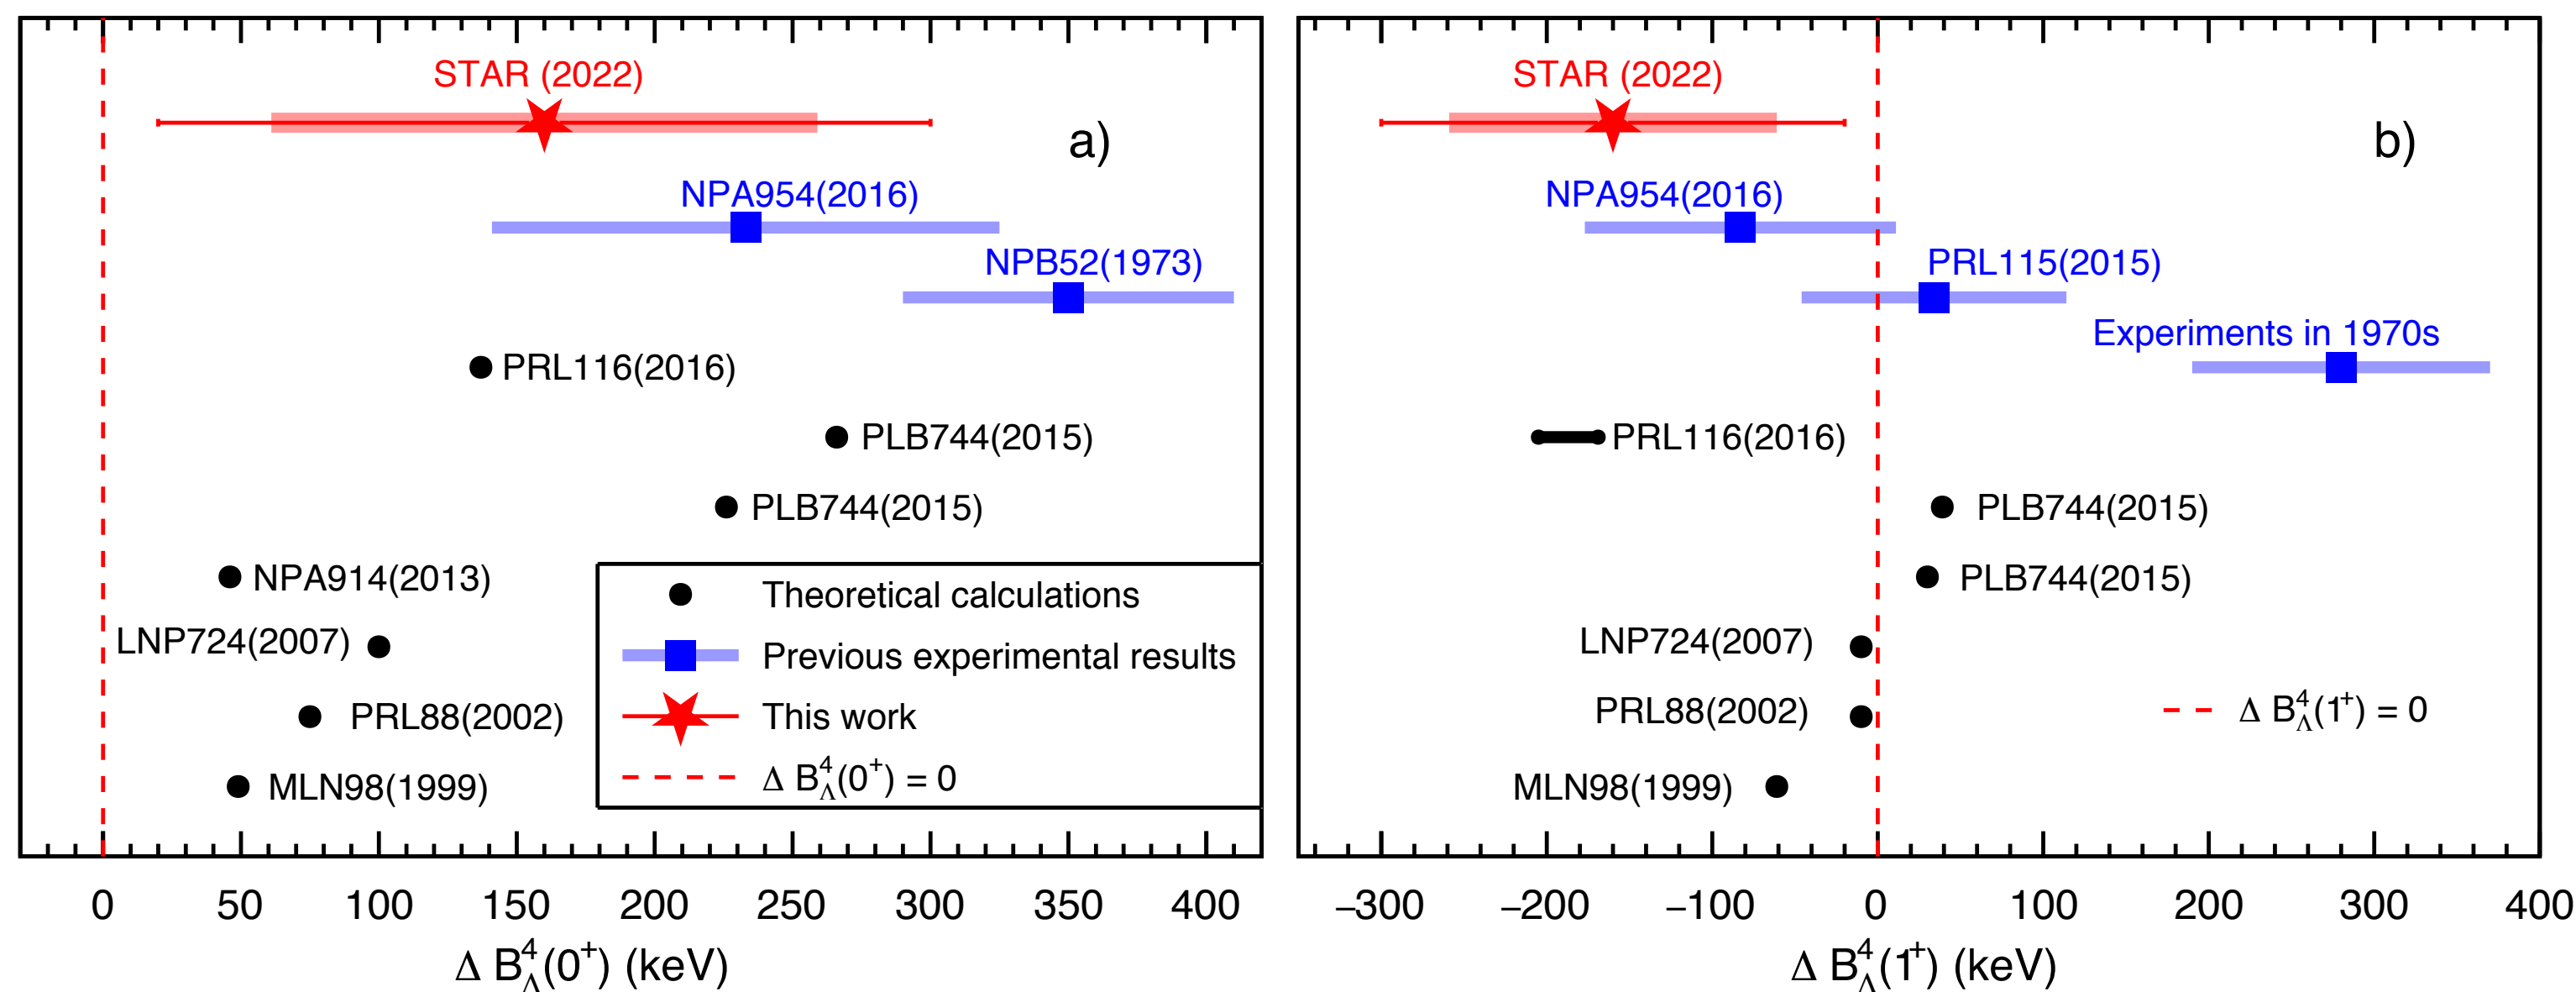 STAR (2022)
a)
NPA954(2016)
NPB52(1973)
PRL116(2016)
PLB744(2015)
PLB744(2015)
NPA914(2013)
LNP724(2007)
PRL88(2002)
MLN98(1999)
Theoretical calculations
Previous experimental results
This work
Δ B⁴_Λ(0⁺) = 0
0 50 100 150 200 250 300 350 400
Δ B⁴_Λ(0⁺) (keV)
STAR (2022)
b)
NPA954(2016)
PRL115(2015)
Experiments in 1970s
PRL116(2016)
PLB744(2015)
PLB744(2015)
LNP724(2007)
PRL88(2002)
Δ B⁴_Λ(1⁺) = 0
MLN98(1999)
−300 −200 −100 0 100 200 300 400
Δ B⁴_Λ(1⁺) (keV)